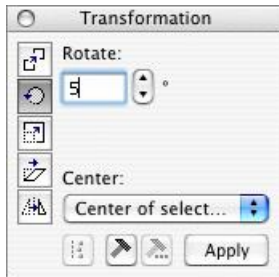 Transformation
Rotate:
5 °
Center:
Center of select...
Apply